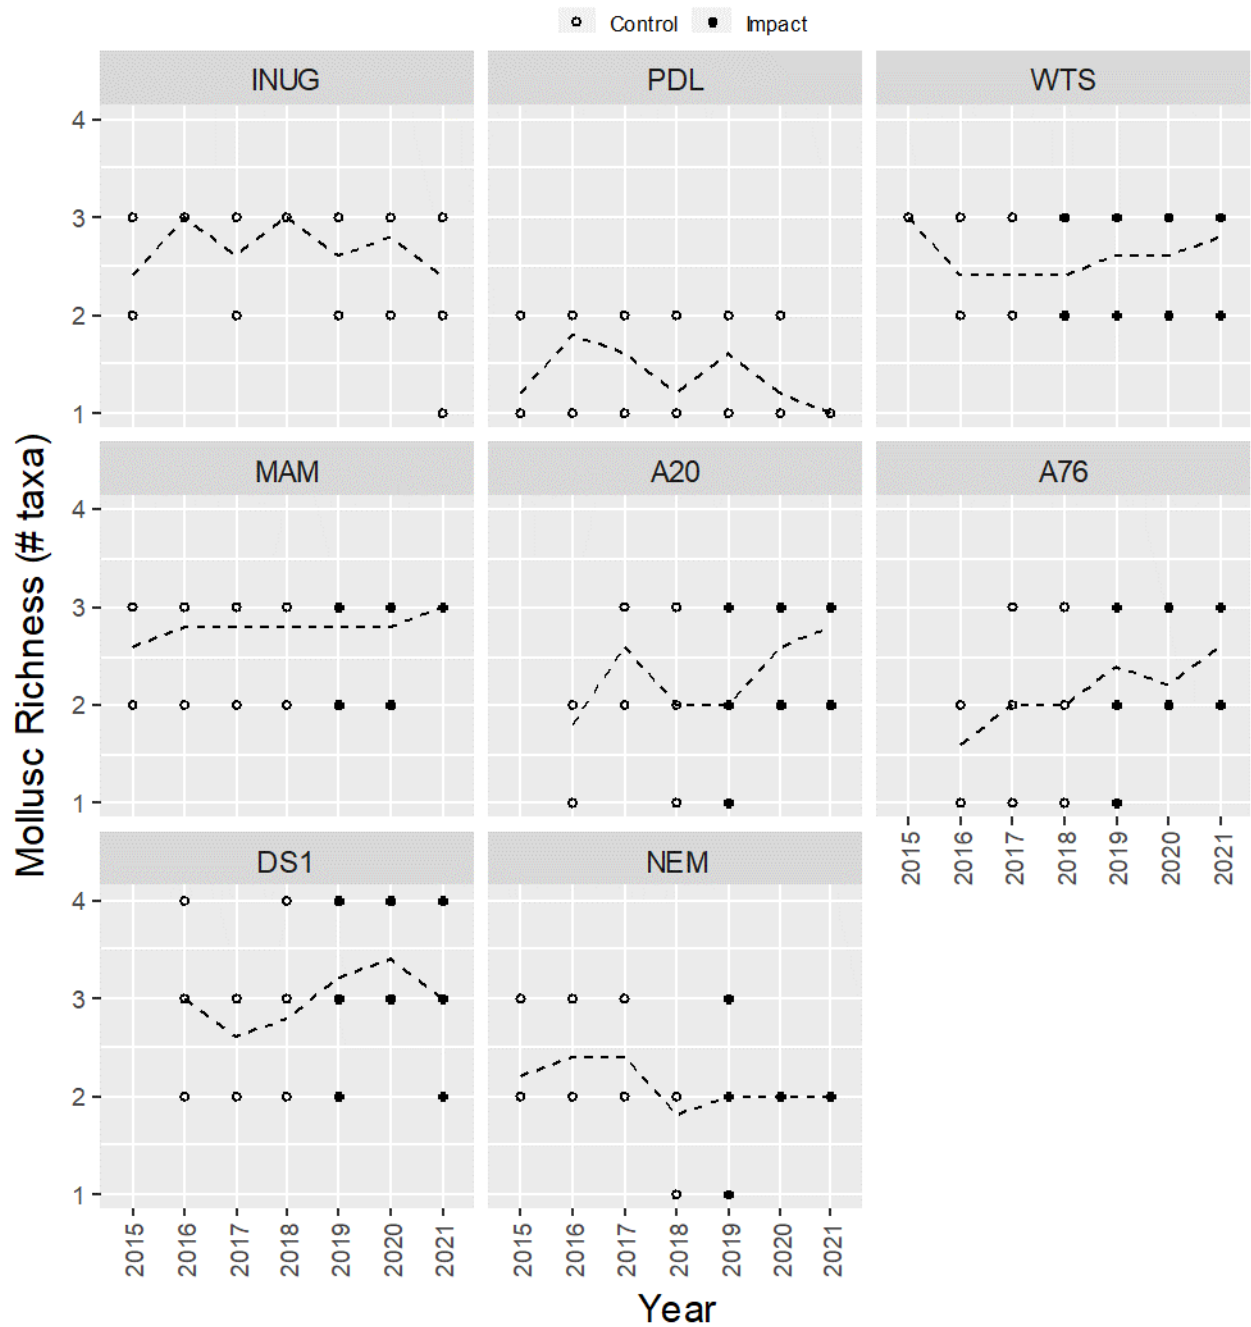 Control Impact
INUG PDL WTS
4
3
2
1
MAM A20 A76
4
3
2
1
2015 2016 2017 2018 2019 2020 2021
DS1 NEM
4
3
2
1
2015 2016 2017 2018 2019 2020 2021 2015 2016 2017 2018 2019 2020 2021
Mollusc Richness (# taxa)
Year